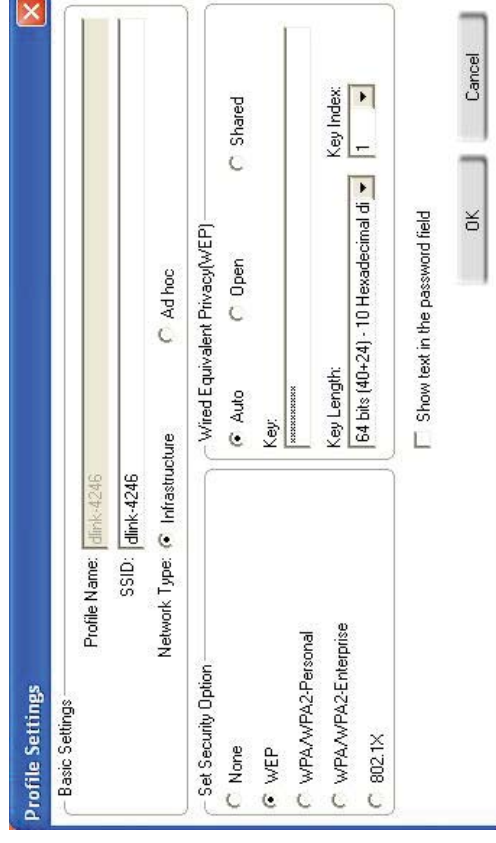 Profile Settings
Basic Settings
Profile Name: dlink-4246
SSID: dlink-4246
Network Type: Infrastructure Ad hoc
Set Security Option
None
WEP
WPA/WPA2-Personal
WPA/WPA2-Enterprise
802.1X
Wired Equivalent Privacy(WEP)
Auto Open Shared
Key:
xxxxxxxxxx
Key Length: Key Index:
64 bits (40+24) - 10 Hexadecimal di 1
Show text in the password field
OK Cancel